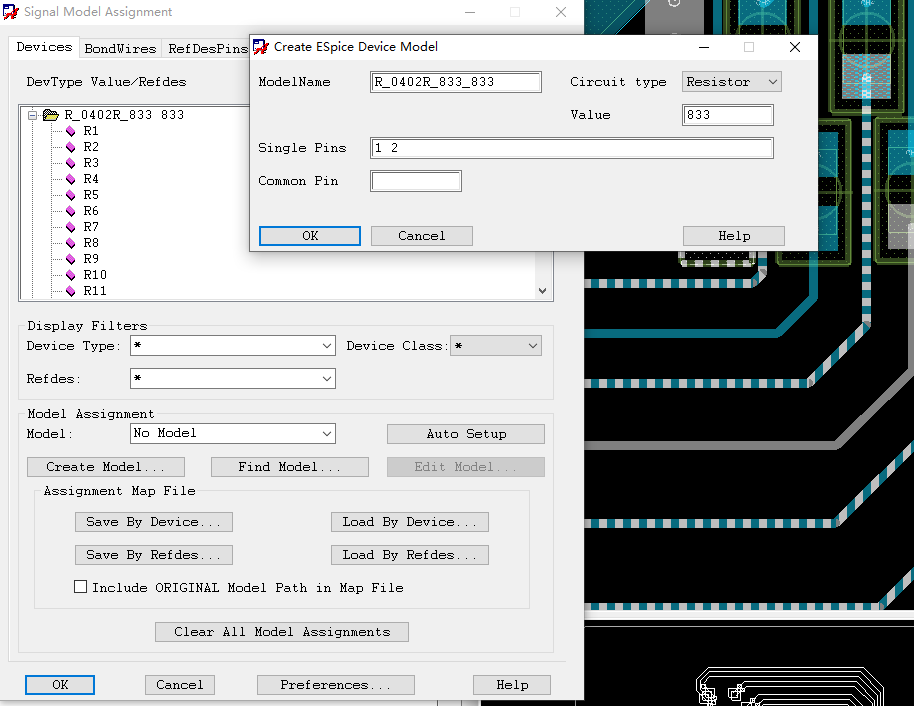 Signal Model Assignment
Devices BondWires RefDesPins
DevType Value/Refdes
R_0402R_833 833
R1
R2
R3
R4
R5
R6
R7
R8
R9
R10
R11
Create ESpice Device Model
ModelName R_0402R_833_833 Circuit type Resistor
Value 833
Single Pins 1 2
Common Pin
OK Cancel Help
Display Filters
Device Type: * Device Class: *
Refdes: *
Model Assignment
Model: No Model Auto Setup
Create Model... Find Model... Edit Model...
Assignment Map File
Save By Device... Load By Device...
Save By Refdes... Load By Refdes...
Include ORIGINAL Model Path in Map File
Clear All Model Assignments
OK Cancel Preferences... Help